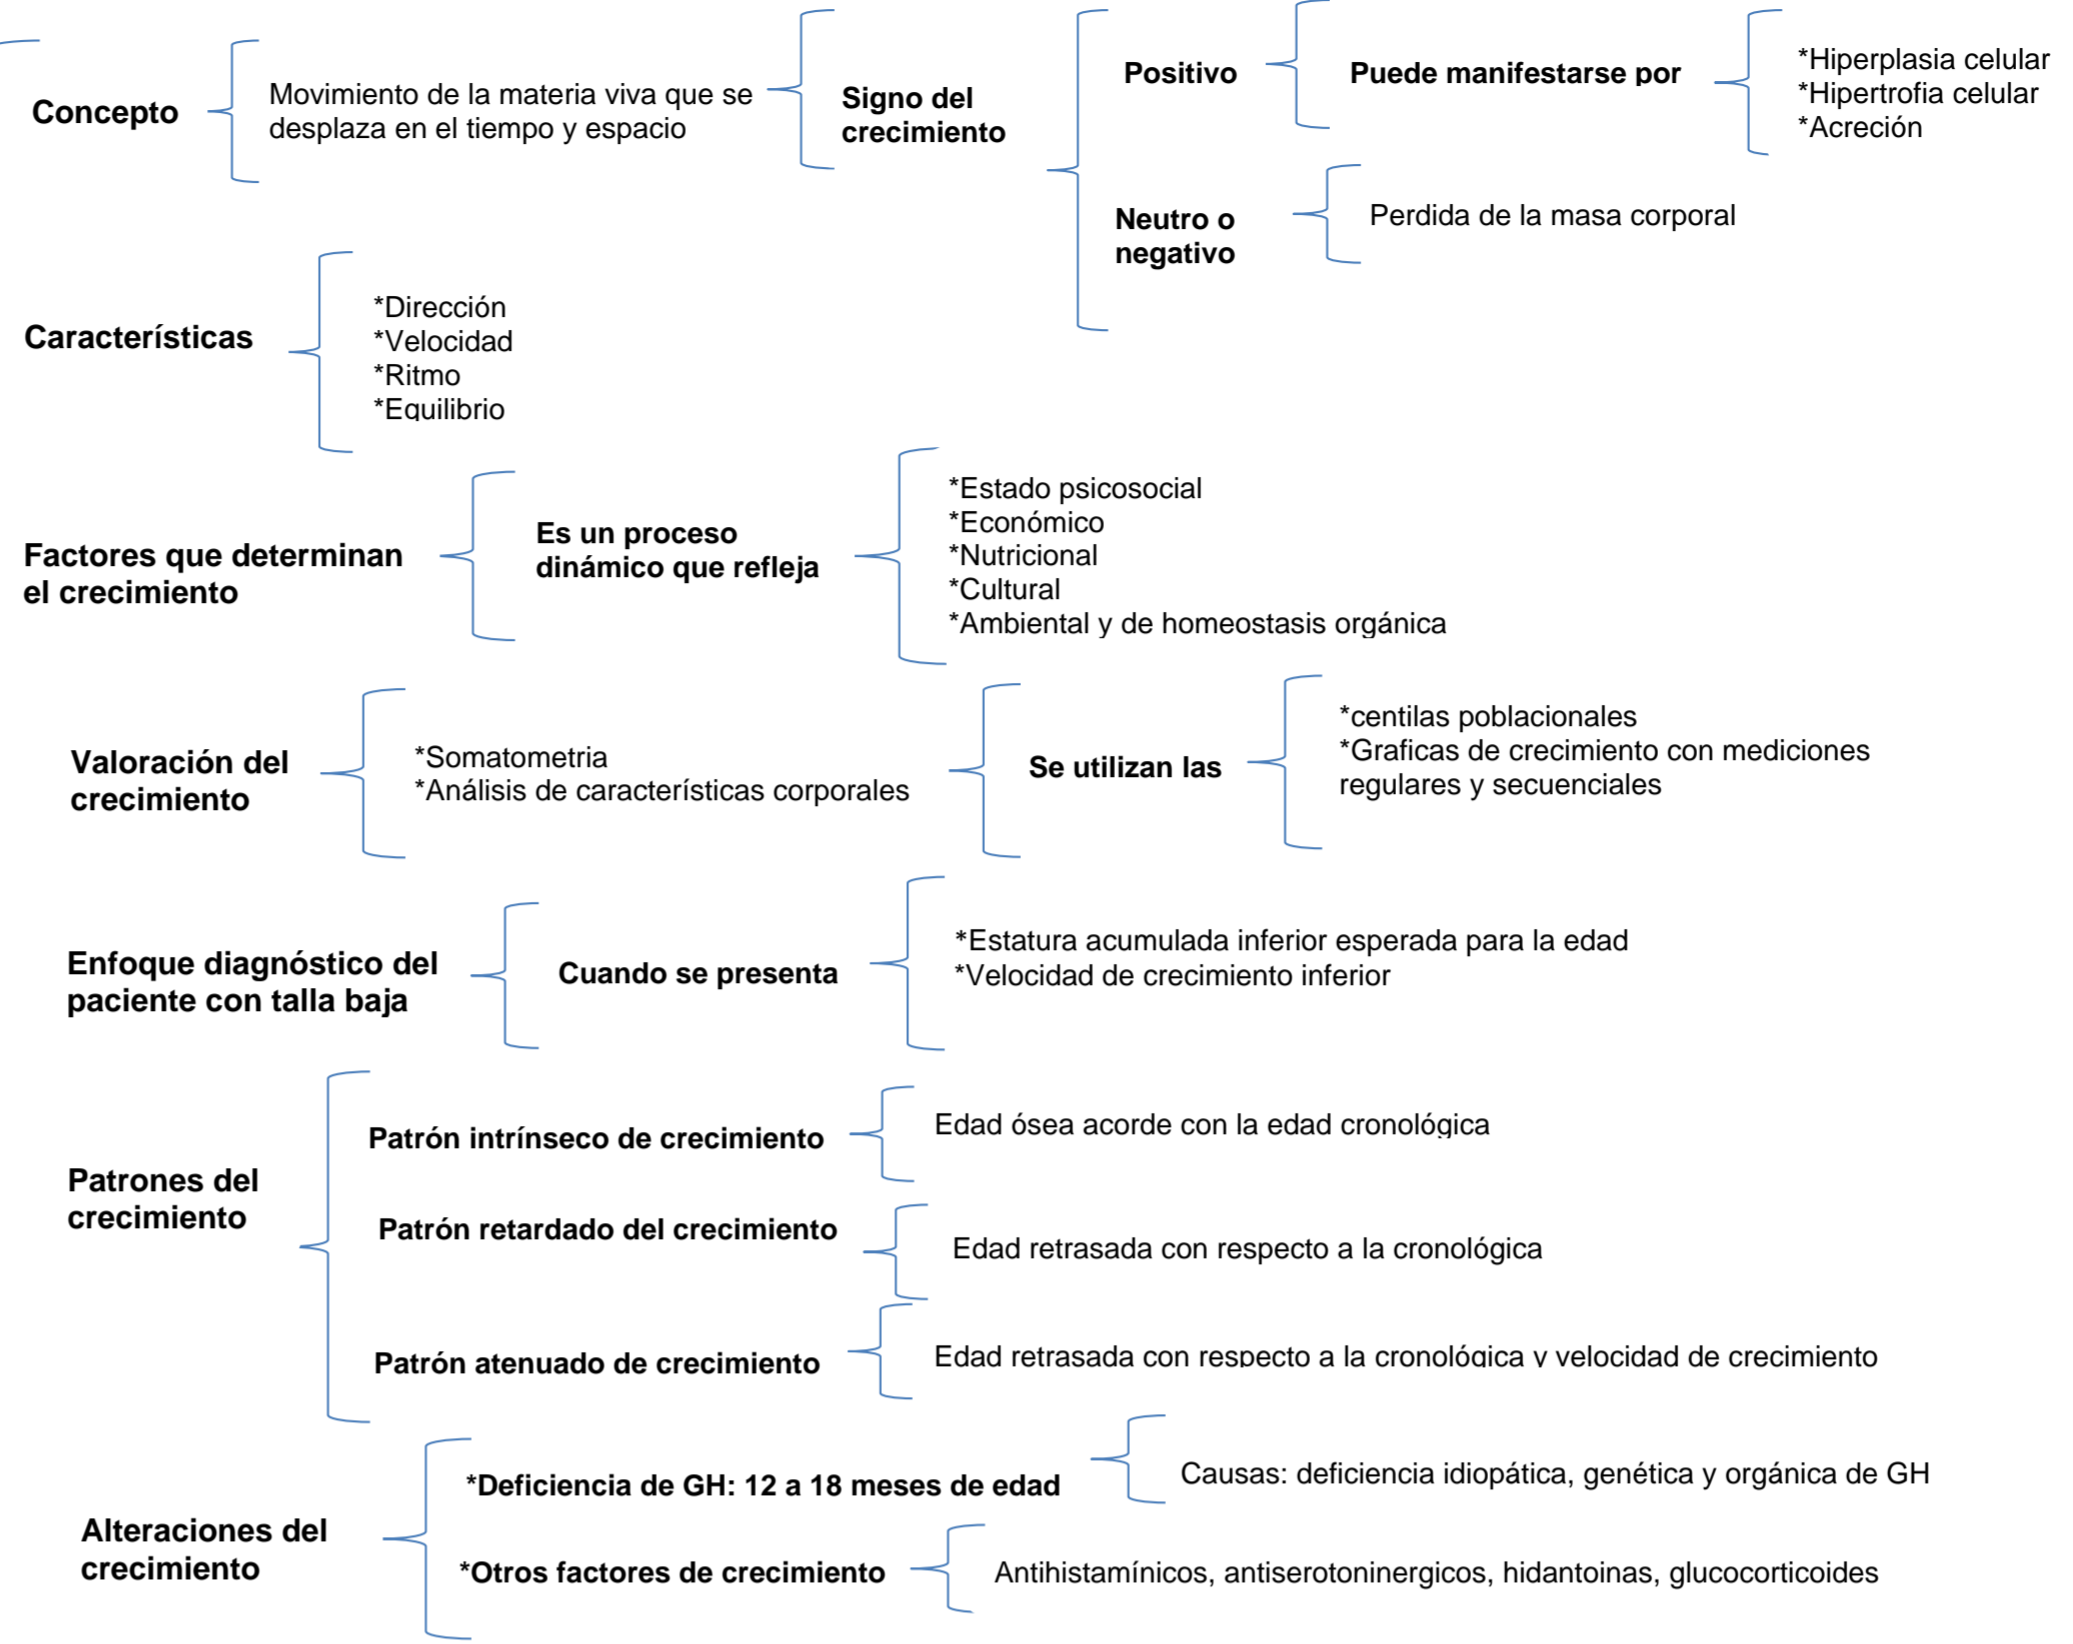 Concepto
Movimiento de la materia viva que se
desplaza en el tiempo y espacio
Signo del
crecimiento
Positivo
Puede manifestarse por
*Hiperplasia celular
*Hipertrofia celular
*Acreción
Neutro o
negativo
Perdida de la masa corporal
Características
*Dirección
*Velocidad
*Ritmo
*Equilibrio
Factores que determinan
el crecimiento
Es un proceso
dinámico que refleja
*Estado psicosocial
*Económico
*Nutricional
*Cultural
*Ambiental y de homeostasis orgánica
Valoración del
crecimiento
*Somatometria
*Análisis de características corporales
Se utilizan las
*centilas poblacionales
*Graficas de crecimiento con mediciones
regulares y secuenciales
Enfoque diagnóstico del
paciente con talla baja
Cuando se presenta
*Estatura acumulada inferior esperada para la edad
*Velocidad de crecimiento inferior
Patrones del
crecimiento
Patrón intrínseco de crecimiento
Edad ósea acorde con la edad cronológica
Patrón retardado del crecimiento
Edad retrasada con respecto a la cronológica
Patrón atenuado de crecimiento
Edad retrasada con respecto a la cronológica y velocidad de crecimiento
Alteraciones del
crecimiento
*Deficiencia de GH: 12 a 18 meses de edad
Causas: deficiencia idiopática, genética y orgánica de GH
*Otros factores de crecimiento
Antihistamínicos, antiserotoninergicos, hidantoinas, glucocorticoides